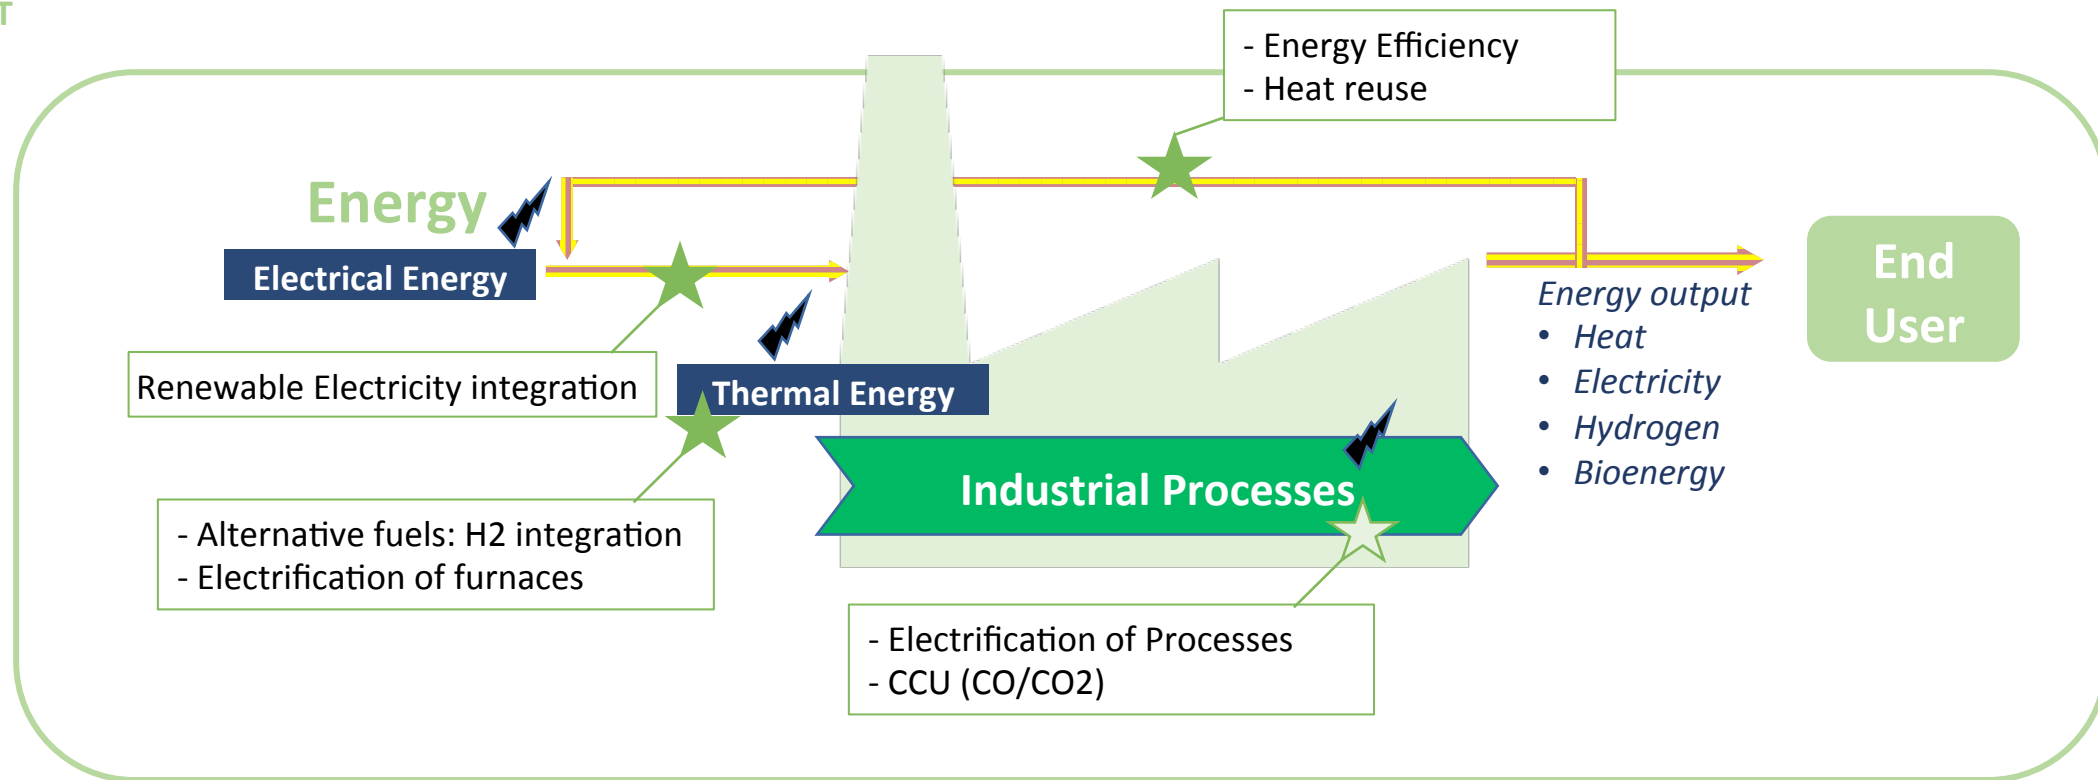 T
- Energy Efficiency
- Heat reuse
Energy
Electrical Energy
End
User
Energy output
• Heat
• Electricity
• Hydrogen
• Bioenergy
Renewable Electricity integration
Thermal Energy
Industrial Processes
- Alternative fuels: H2 integration
- Electrification of furnaces
- Electrification of Processes
- CCU (CO/CO2)